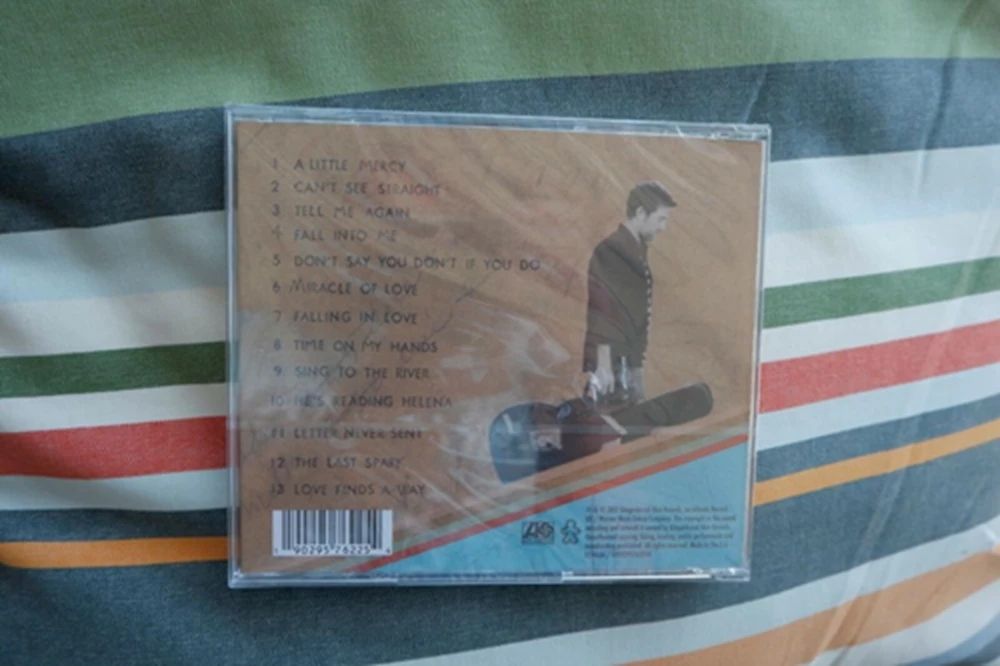 1 A LITTLE MERCY
2 CAN'T SEE STRAIGHT
3 TELL ME AGAIN
4 FALL INTO ME
5 DON'T SAY YOU DON'T IF YOU DO
6 MIRACLE OF LOVE
7 FALLING IN LOVE
8 TIME ON MY HANDS
9 SING TO THE RIVER
10 HE'S READING HELENA
11 LETTER NEVER SENT
12 THE LAST SPARK
13 LOVE FINDS A WAY
90295 76225